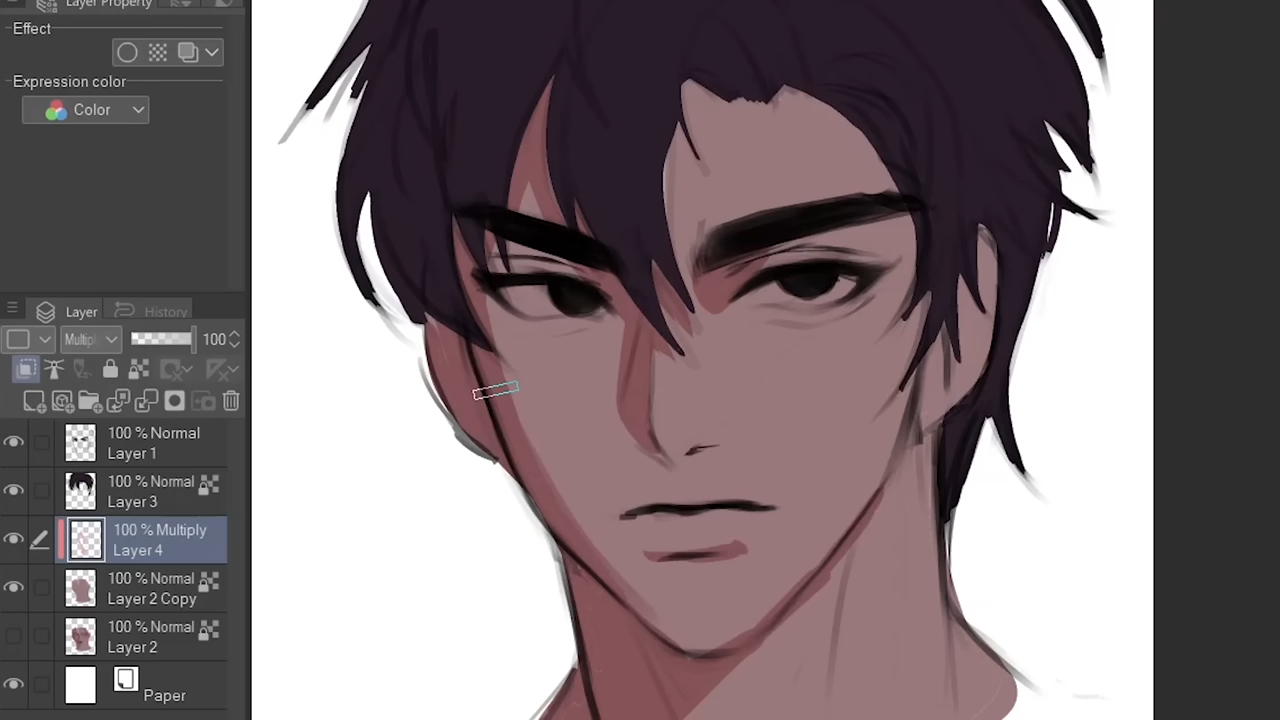 Layer Property
Effect
Expression color
Color
Layer
History
Multipl
100
100 % Normal
Layer 1
100 % Normal
Layer 3
100 % Multiply
Layer 4
100 % Normal
Layer 2 Copy
100 % Normal
Layer 2
Paper